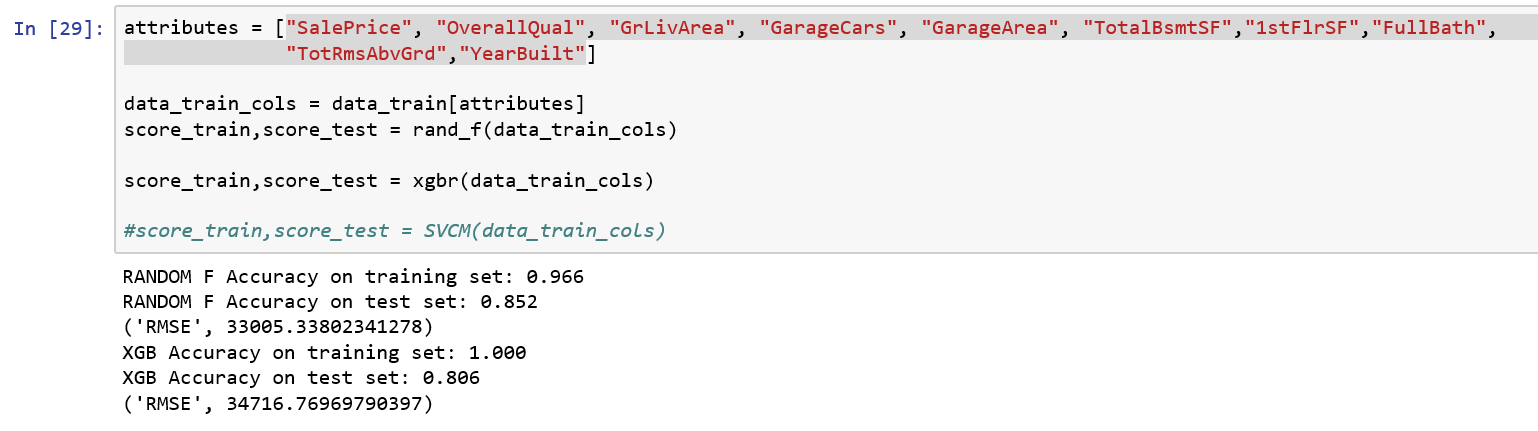 In [29]: attributes = ["SalePrice", "OverallQual", "GrLivArea", "GarageCars", "GarageArea", "TotalBsmtSF","1stFlrSF","FullBath",
"TotRmsAbvGrd","YearBuilt"]
data_train_cols = data_train[attributes]
score_train,score_test = rand_f(data_train_cols)
score_train,score_test = xgbr(data_train_cols)
#score_train,score_test = SVCM(data_train_cols)
RANDOM F Accuracy on training set: 0.966
RANDOM F Accuracy on test set: 0.852
('RMSE', 33005.33802341278)
XGB Accuracy on training set: 1.000
XGB Accuracy on test set: 0.806
('RMSE', 34716.76969790397)